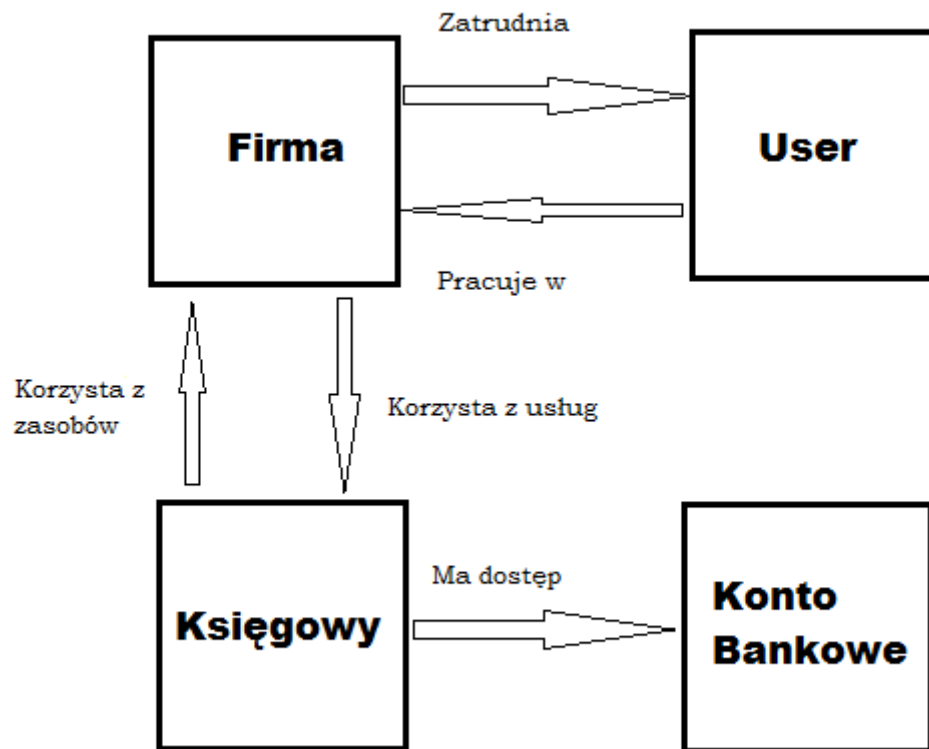 Zatrudnia
Firma
User
Pracuje w
Korzysta z
zasobów
Korzysta z usług
Ma dostęp
Księgowy
Konto
Bankowe